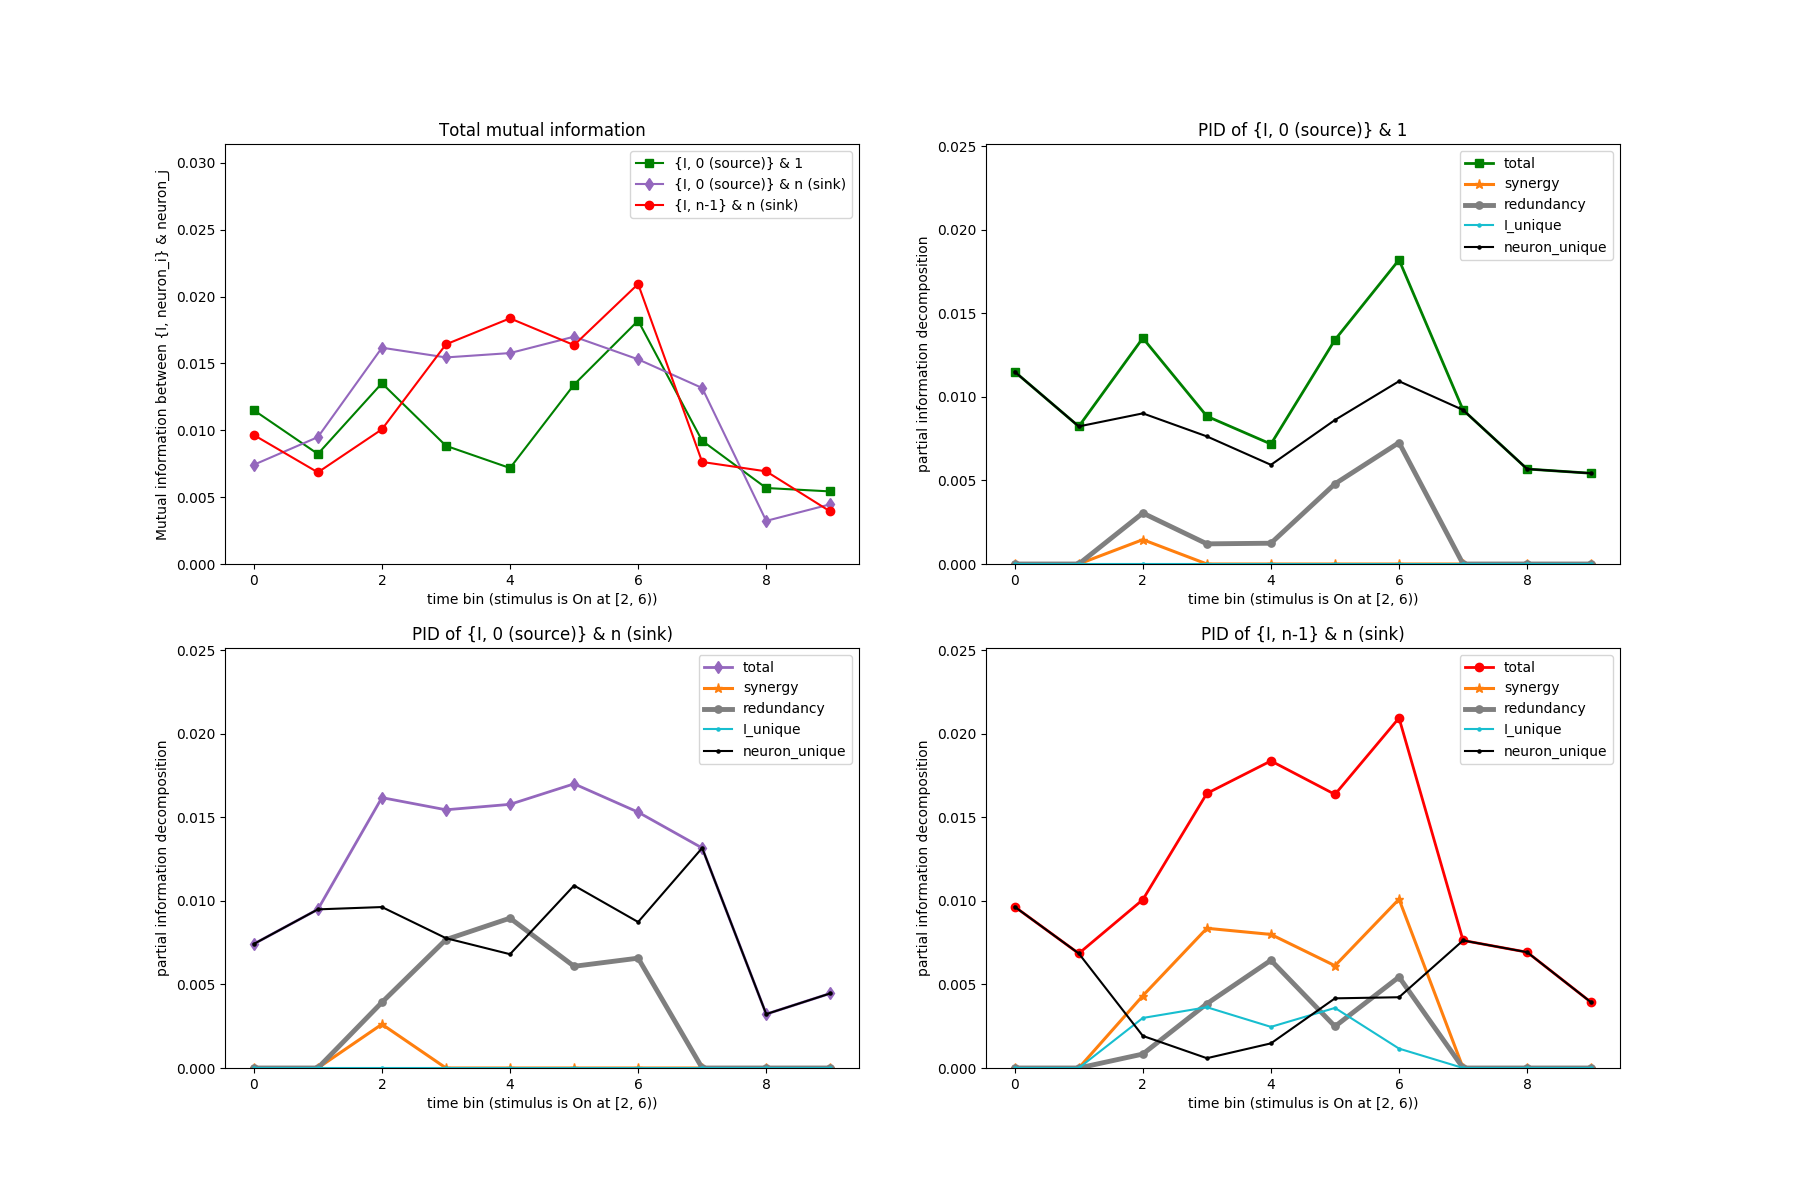 Total mutual information
Mutual information between {I, neuron_i} & neuron_j
0.030
0.025
0.020
0.015
0.010
0.005
0.000
{I, 0 (source)} & 1
{I, 0 (source)} & n (sink)
{I, n-1} & n (sink)
0 2 4 6 8
time bin (stimulus is On at [2, 6))
PID of {I, 0 (source)} & 1
partial information decomposition
0.025
0.020
0.015
0.010
0.005
0.000
total
synergy
redundancy
I_unique
neuron_unique
0 2 4 6 8
time bin (stimulus is On at [2, 6))
PID of {I, 0 (source)} & n (sink)
partial information decomposition
0.025
0.020
0.015
0.010
0.005
0.000
total
synergy
redundancy
I_unique
neuron_unique
0 2 4 6 8
time bin (stimulus is On at [2, 6))
PID of {I, n-1} & n (sink)
partial information decomposition
0.025
0.020
0.015
0.010
0.005
0.000
total
synergy
redundancy
I_unique
neuron_unique
0 2 4 6 8
time bin (stimulus is On at [2, 6))